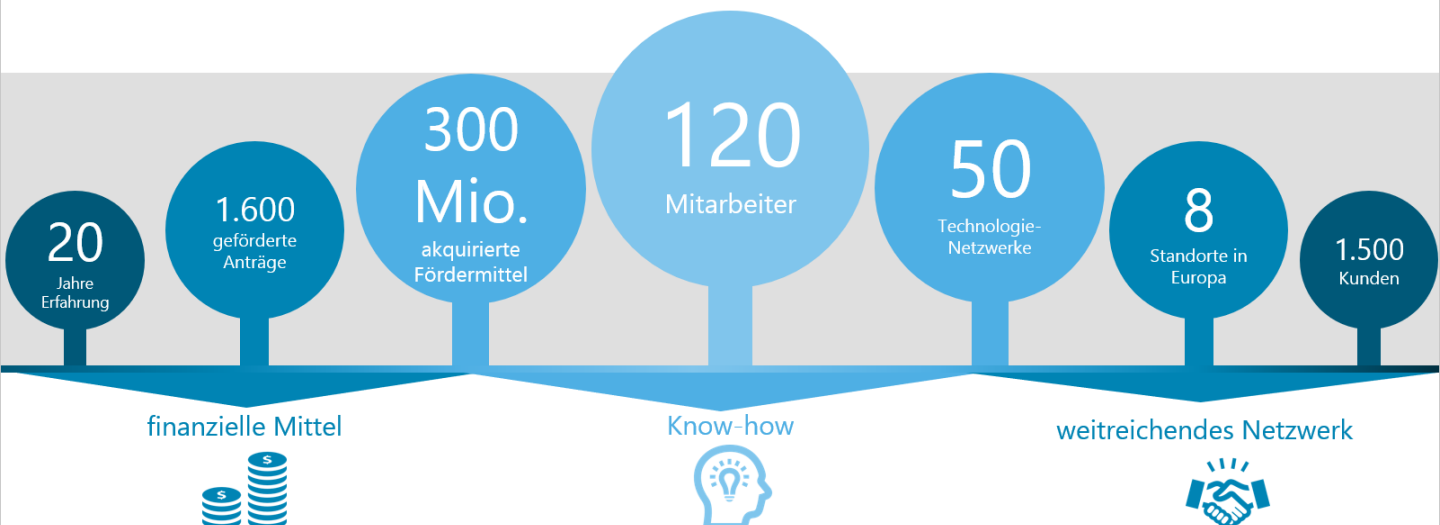 20
Jahre
Erfahrung
1.600
geförderte
Anträge
300
Mio.
akquirierte
Fördermittel
120
Mitarbeiter
50
Technologie-
Netzwerke
8
Standorte in
Europa
1.500
Kunden
finanzielle Mittel
Know-how
weitreichendes Netzwerk
$
$